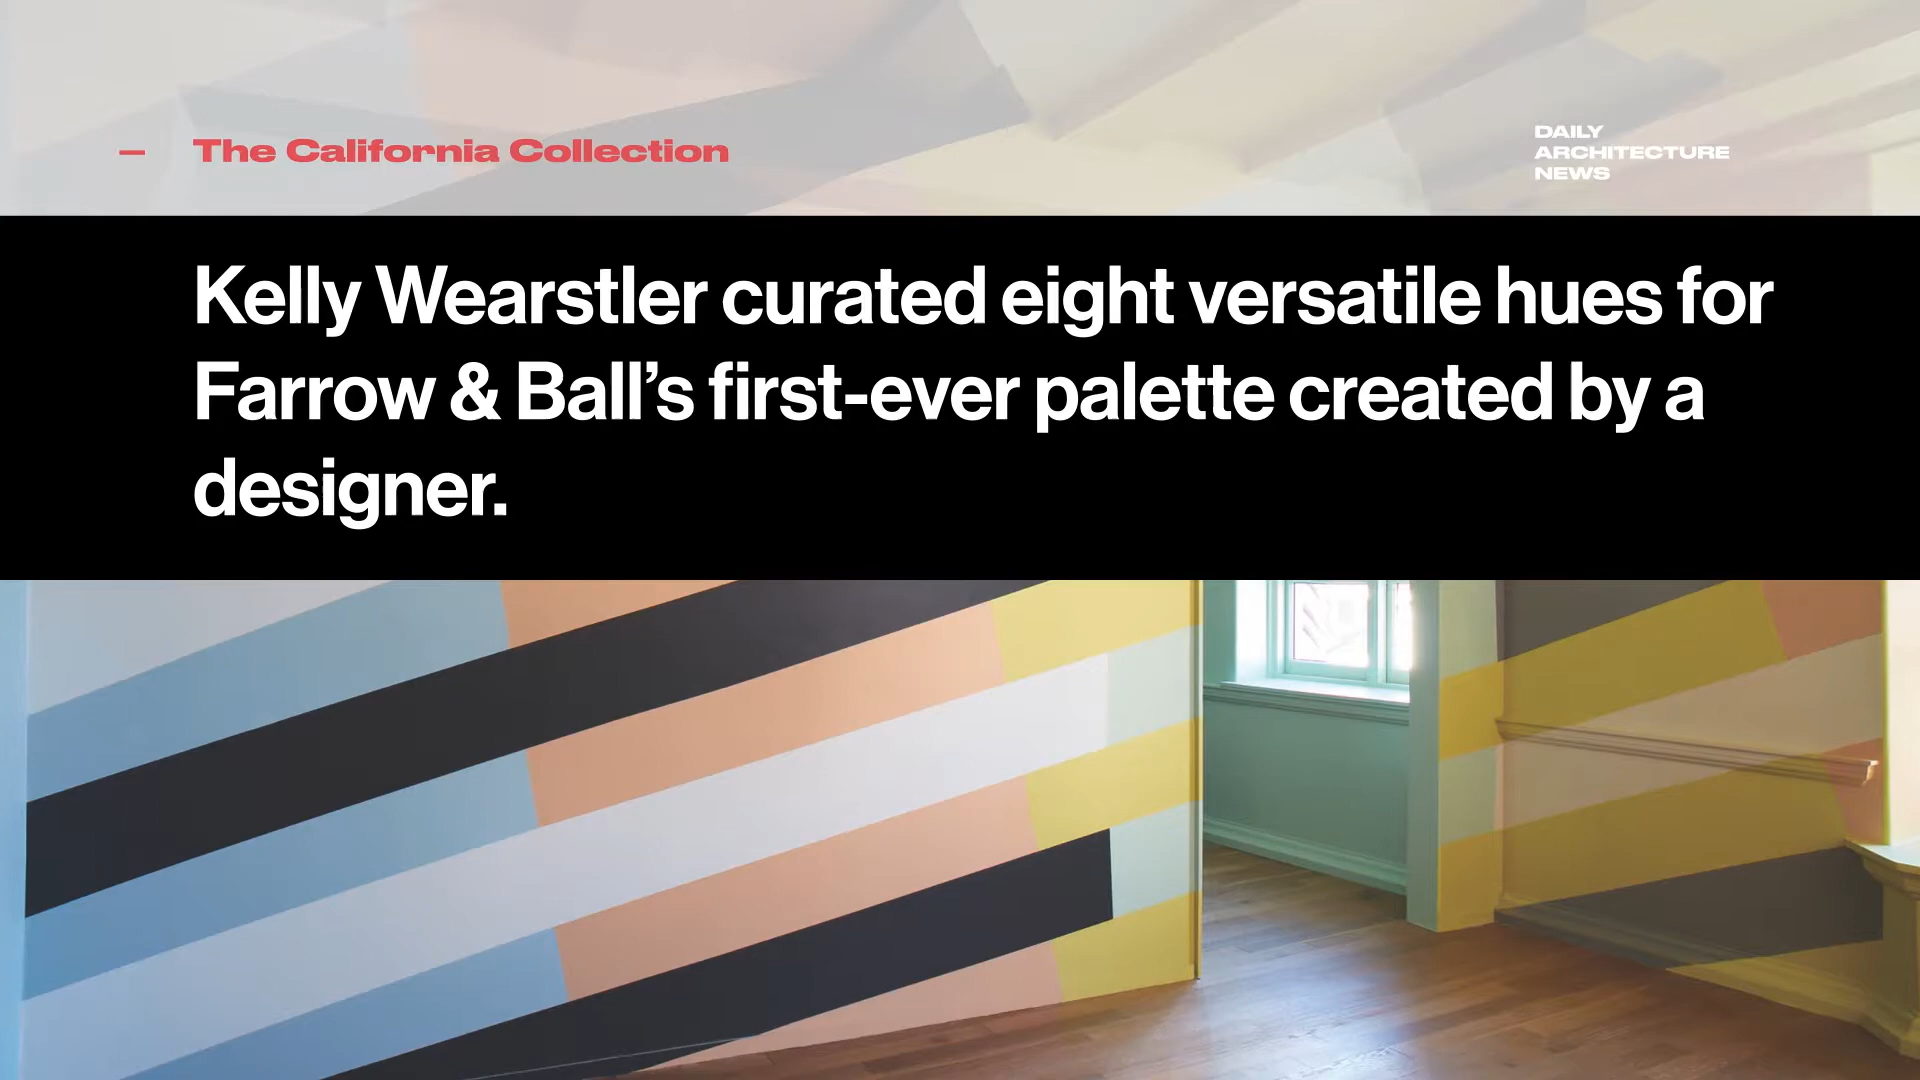 — The California Collection
DAILY
ARCHITECTURE
NEWS
Kelly Wearstler curated eight versatile hues for
Farrow & Ball’s first-ever palette created by a
designer.